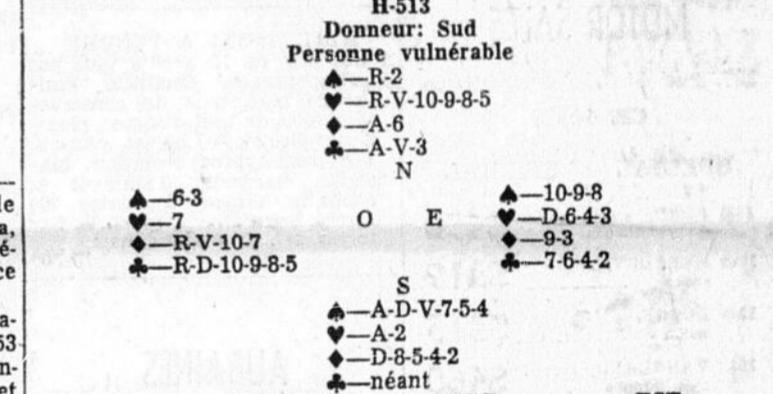 H-513
Donneur: Sud
Personne vulnérable
♠—R-2
♥—R-V-10-9-8-5
♦—A-6
♣—A-V-3
N
♠—6-3
♥—7
♦—R-V-10-7
♣—R-D-10-9-8-5
O E
♠—10-9-8
♥—D-6-4-3
♦—9-3
♣—7-6-4-2
S
♠—A-D-V-7-5-4
♥—A-2
♦—D-8-5-4-2
♣—néant